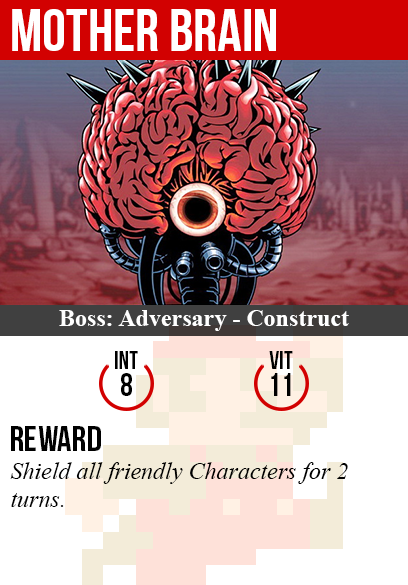 MOTHER BRAIN
Boss: Adversary - Construct
INT
8
VIT
11
REWARD
Shield all friendly Characters for 2
turns.